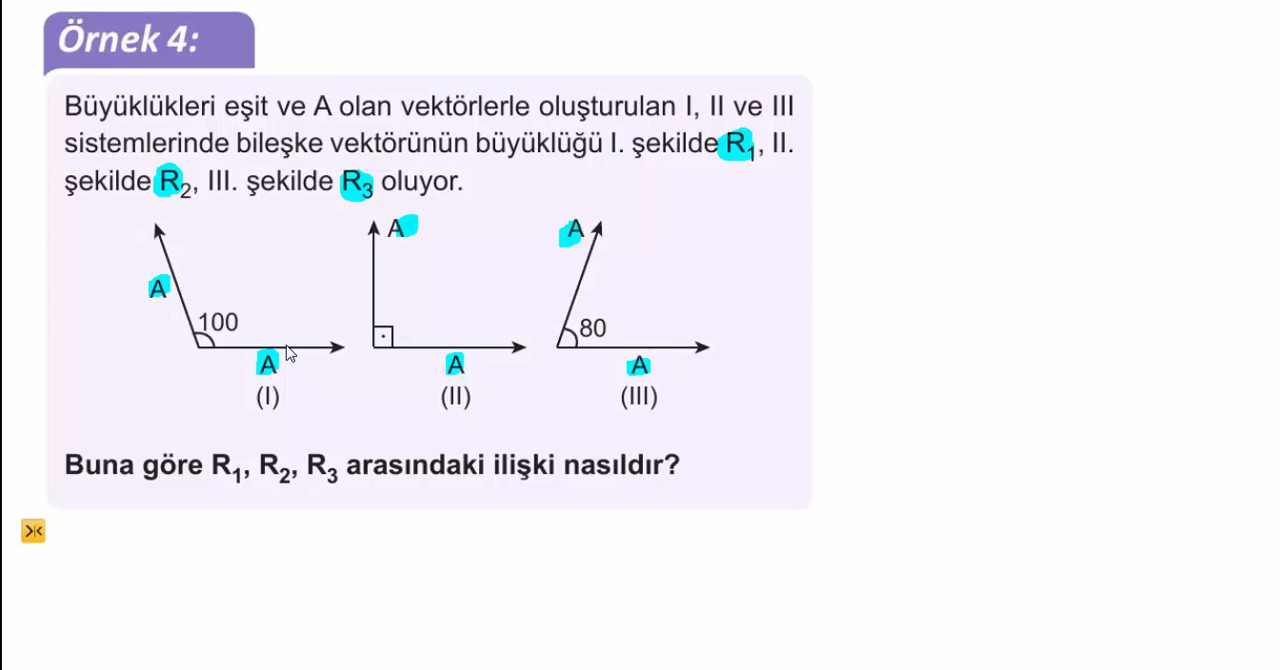 Örnek 4:
Büyüklükleri eşit ve A olan vektörlerle oluşturulan I, II ve III
sistemlerinde bileşke vektörünün büyüklüğü I. şekilde R₁, II.
şekilde R₂, III. şekilde R₃ oluyor.
A A A
A
100 80
A A A
(I) (II) (III)
Buna göre R₁, R₂, R₃ arasındaki ilişki nasıldır?